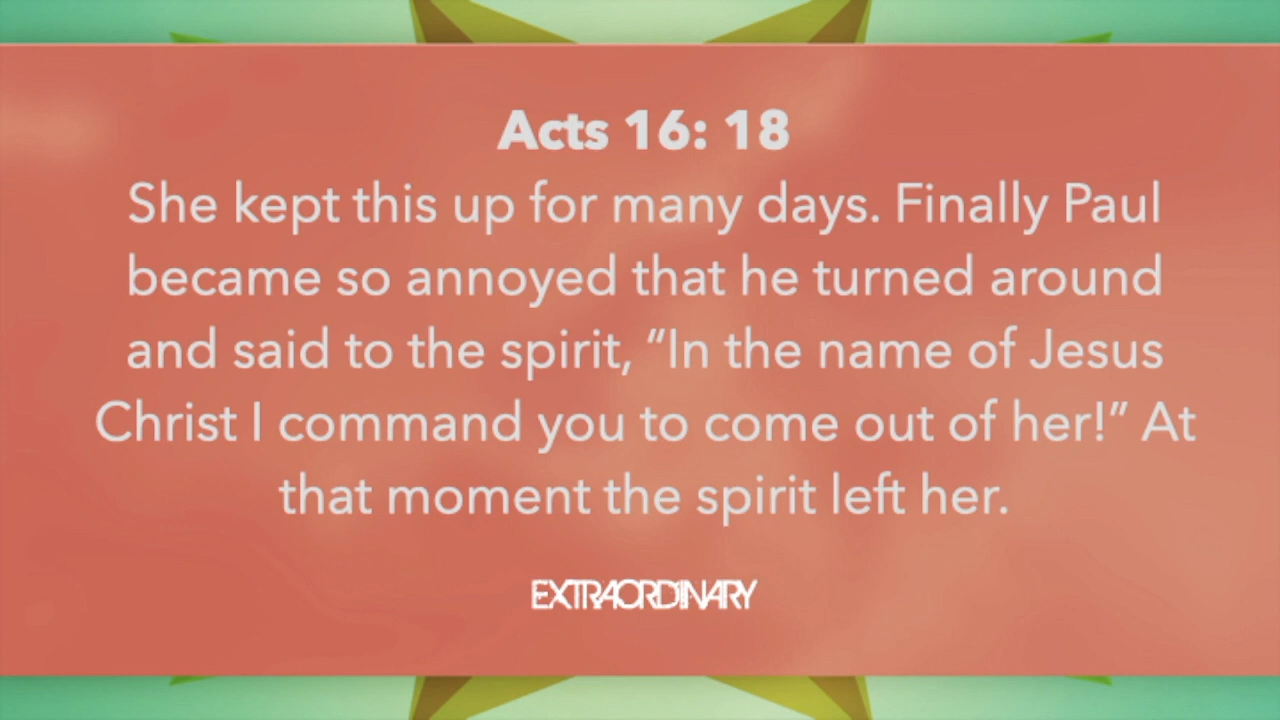 Acts 16: 18
She kept this up for many days. Finally Paul
became so annoyed that he turned around
and said to the spirit, “In the name of Jesus
Christ I command you to come out of her!” At
that moment the spirit left her.
EXTRAORDINARY